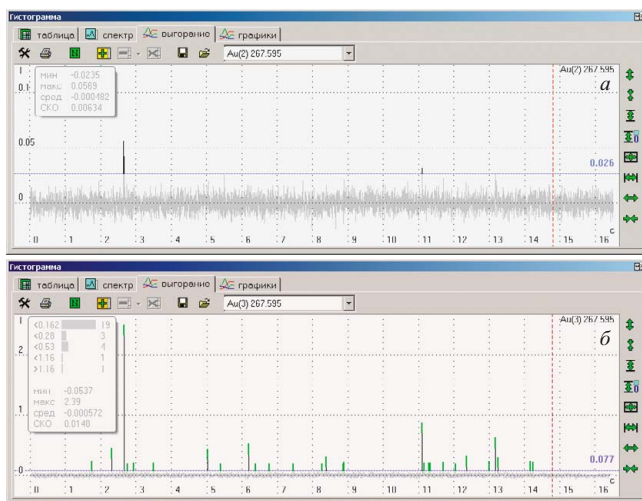 Гистограмма
таблица спектр выгорание графики
Au(2) 267.595
I Au(2) 267.595
мин -0.0235
макс 0.0569
сред -0.000482
СКО 0.00634
а
0.1
0.05
0.026
0
с
0 1 2 3 4 5 6 7 8 9 10 11 12 13 14 15 16
Гистограмма
таблица спектр выгорание графики
Au(3) 267.595
I Au(3) 267.595
<0.162 19
<0.28 3
<0.53 4
<1.16 1
>1.16 1
мин -0.0637
макс 2.39
сред -0.000572
СКО 0.0140
б
2
1
0.077
0
с
0 1 2 3 4 5 6 7 8 9 10 11 12 13 14 15 16